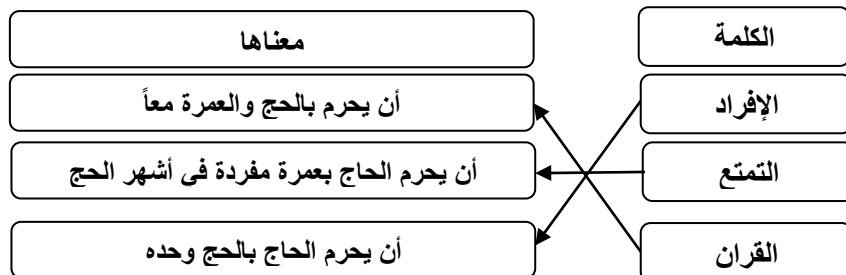 الكلمة
معناها
الإفراد
أن يحرم بالحج والعمرة معاً
التمتع
أن يحرم الحاج بعمرة مفردة فى أشهر الحج
القران
أن يحرم الحاج بالحج وحده